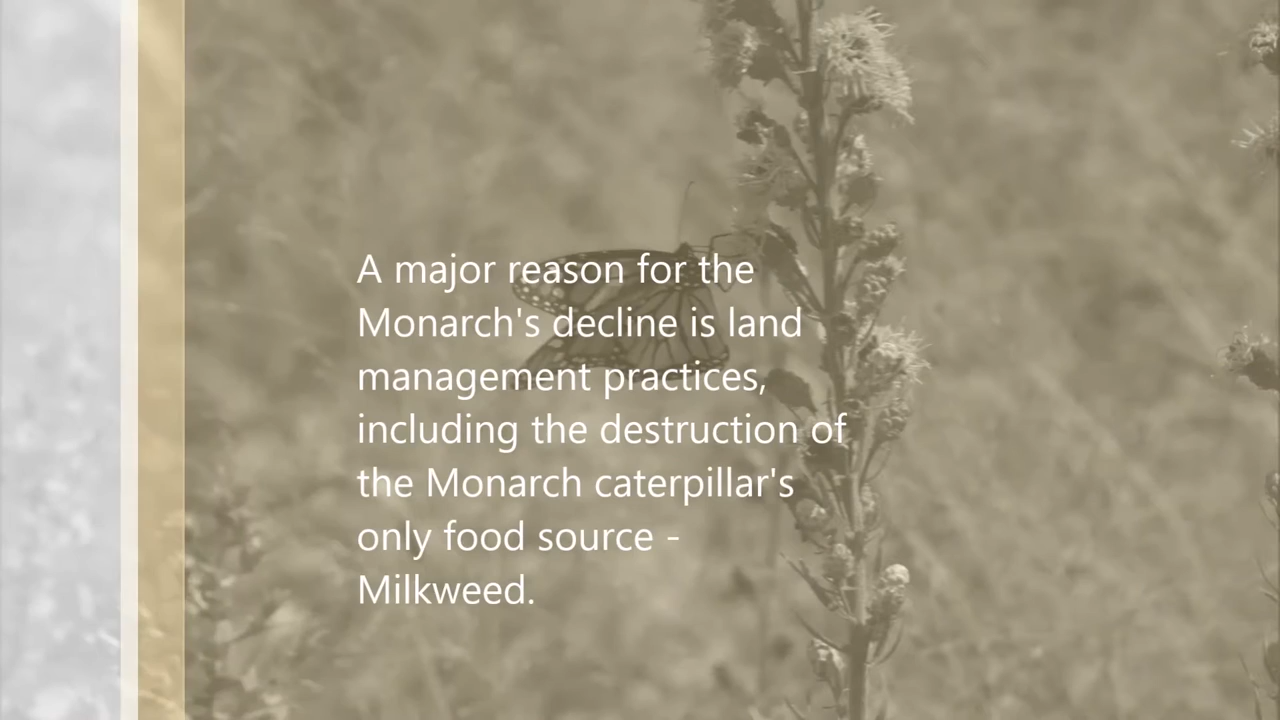 A major reason for the
Monarch's decline is land
management practices,
including the destruction of
the Monarch caterpillar's
only food source -
Milkweed.